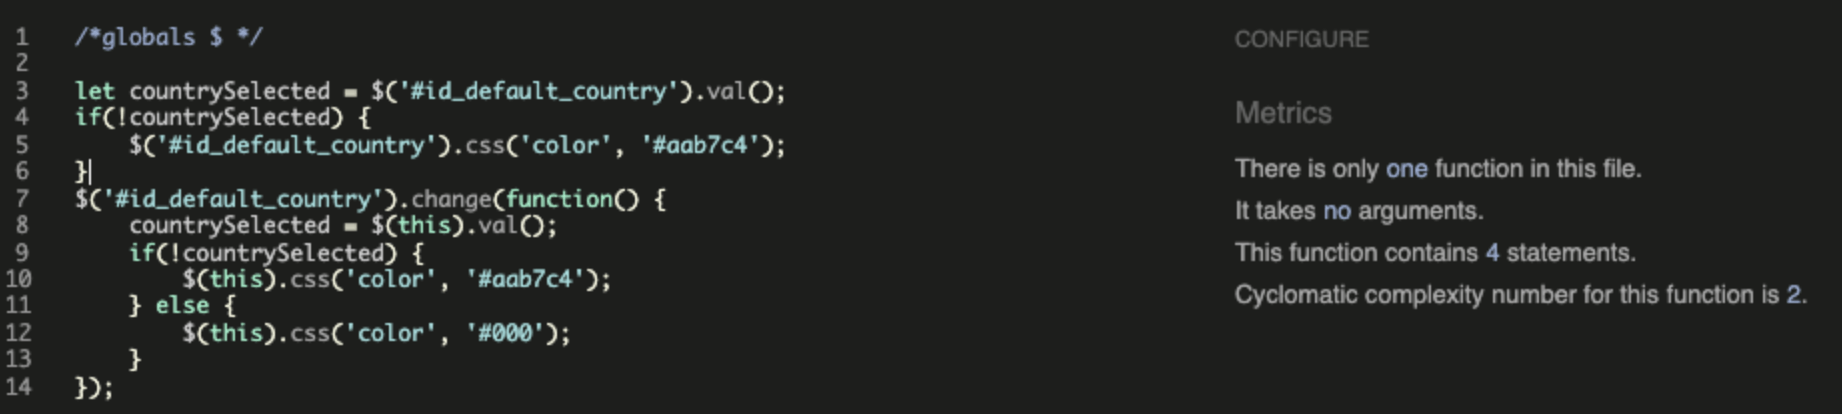 1 /*globals $ */
2
3 let countrySelected = $('#id_default_country').val();
4 if(!countrySelected) {
5     $('#id_default_country').css('color', '#aab7c4');
6 }
7 $('#id_default_country').change(function() {
8     countrySelected = $(this).val();
9     if(!countrySelected) {
10         $(this).css('color', '#aab7c4');
11     } else {
12         $(this).css('color', '#000');
13     }
14 });
CONFIGURE
Metrics
There is only one function in this file.
It takes no arguments.
This function contains 4 statements.
Cyclomatic complexity number for this function is 2.